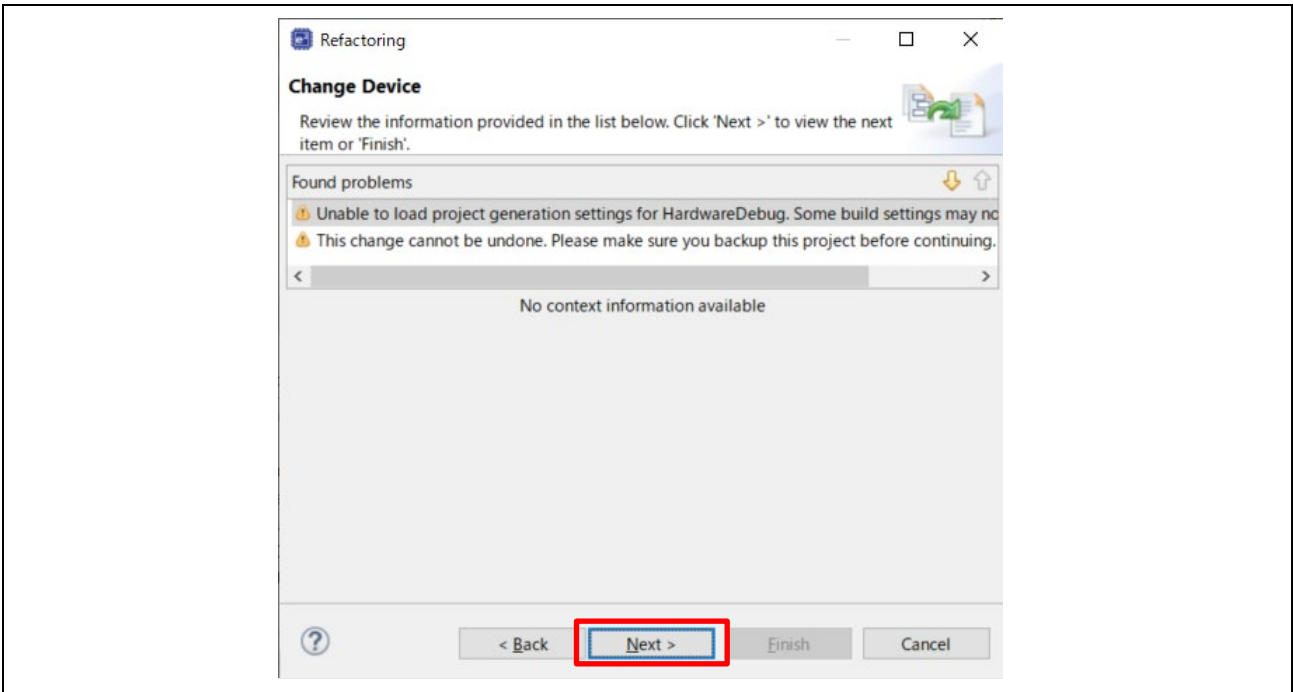 Refactoring
Change Device
Review the information provided in the list below. Click 'Next >' to view the next
item or 'Finish'.
Found problems
Unable to load project generation settings for HardwareDebug. Some build settings may no
This change cannot be undone. Please make sure you backup this project before continuing.
No context information available
< Back Next > Finish Cancel